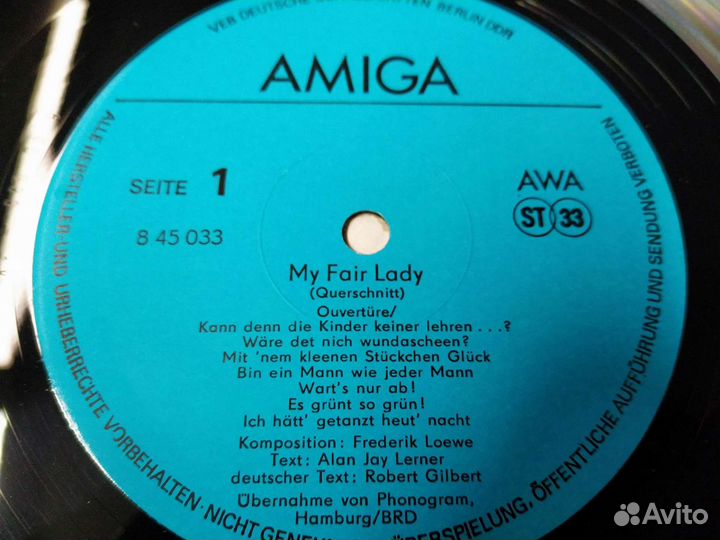 VEB DEUTSCHE SCHALLPLATTEN BERLIN DDR
AMIGA
SEITE 1
AWA
8 45 033
ST 33
My Fair Lady
(Querschnitt)
Ouvertüre/
Kann denn die Kinder keiner lehren . . .?
Wäre det nich wundascheen?
Mit 'nem kleenen Stückchen Glück
Bin ein Mann wie jeder Mann
Wart's nur ab!
Es grünt so grün!
Ich hätt' getanzt heut' nacht
Komposition: Frederik Loewe
Text: Alan Jay Lerner
deutscher Text: Robert Gilbert
Übernahme von Phonogram,
Hamburg/BRD
ALLE HERSTELLER- UND URHEBERRECHTE VORBEHALTEN · NICHT ÜBERSPIELUNG, ÖFFENTLICHE AUFFÜHRUNG UND SENDUNG VERBOTEN
Avito